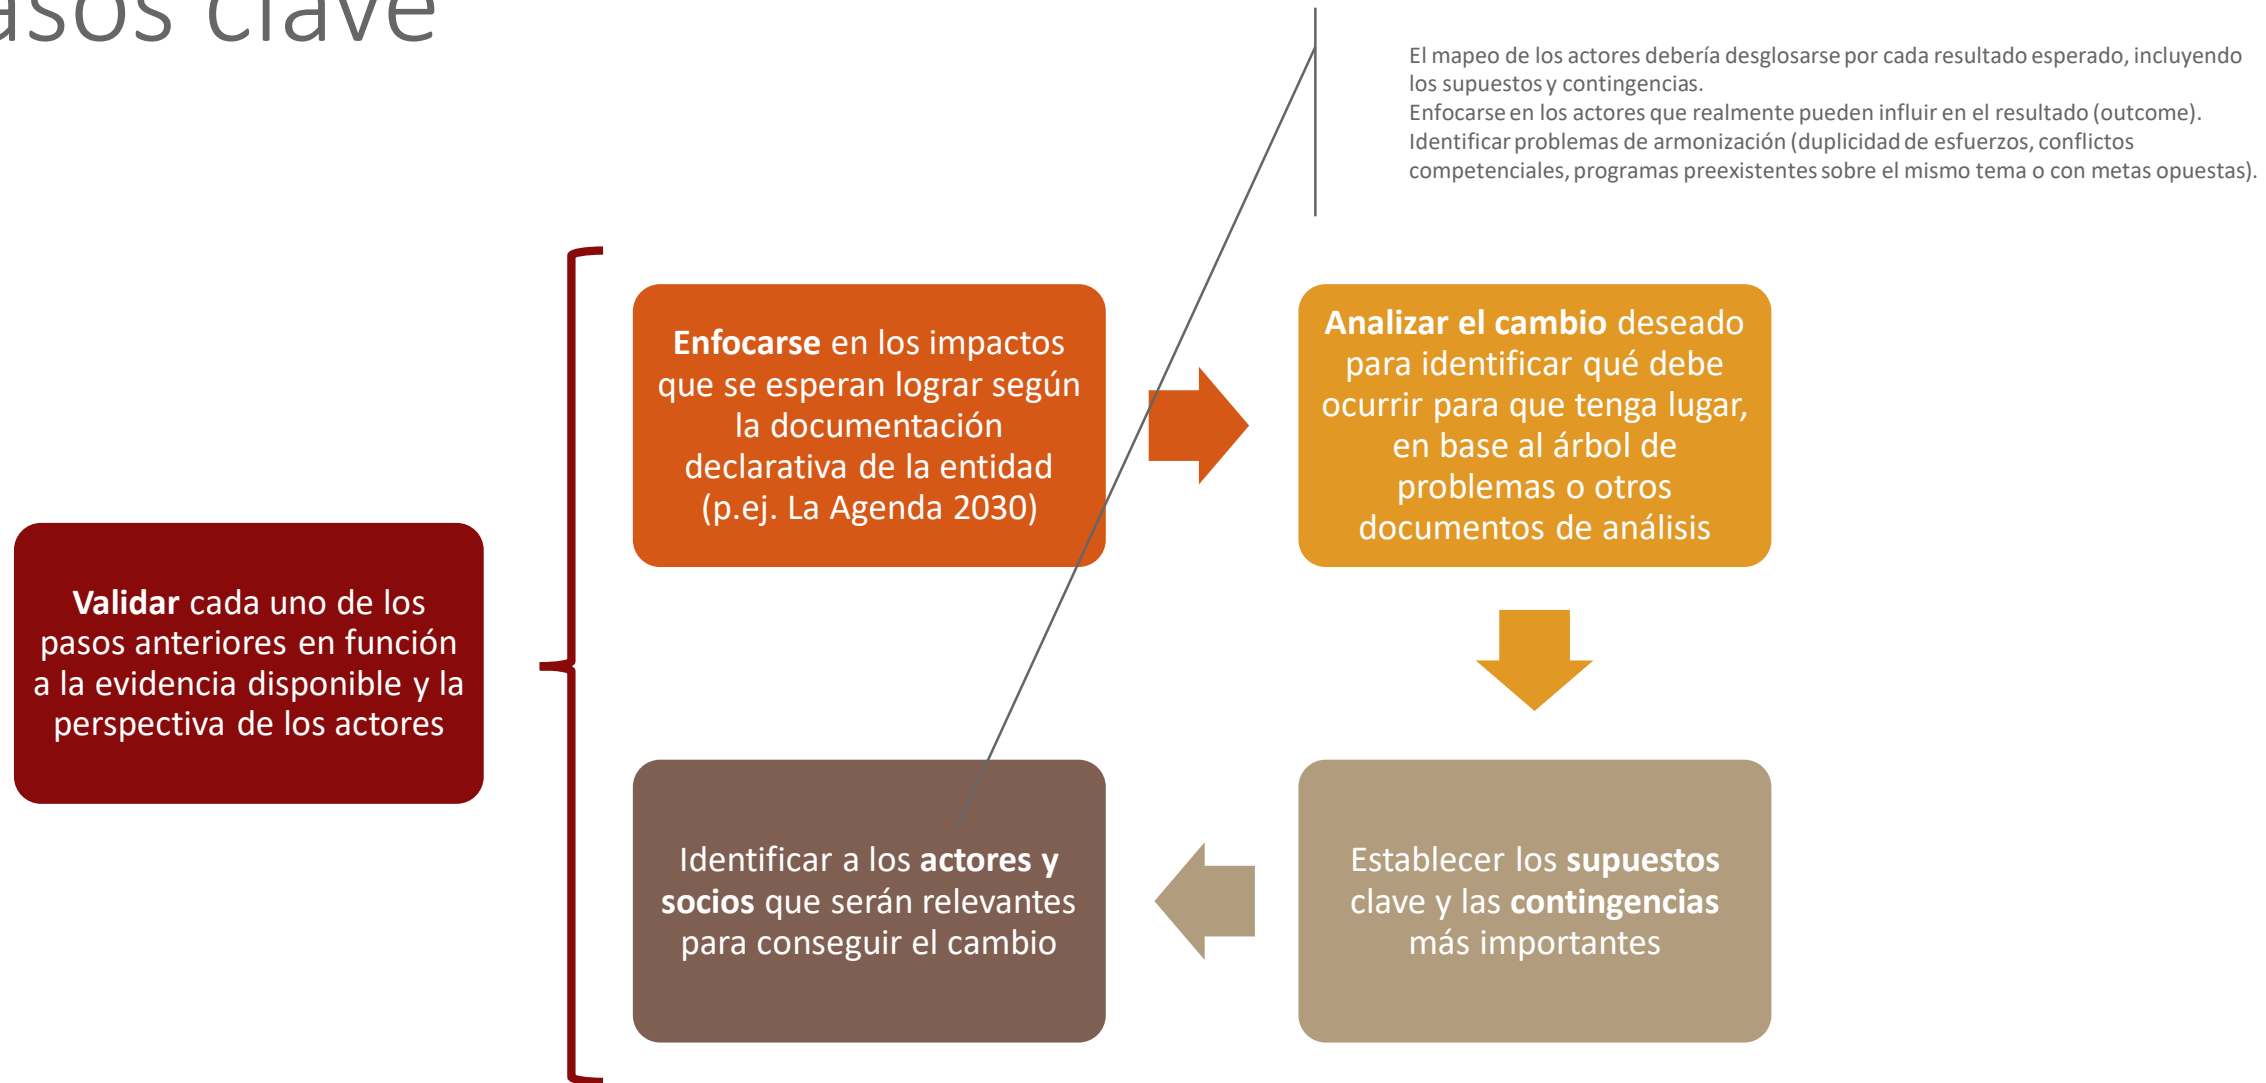 clave
El mapeo de los actores debería desglosarse por cada resultado esperado, incluyendo
los supuestos y contingencias.
Enfocarse en los actores que realmente pueden influir en el resultado (outcome).
Identificar problemas de armonización (duplicidad de esfuerzos, conflictos
competenciales, programas preexistentes sobre el mismo tema o con metas opuestas).
Enfocarse en los impactos
que se esperan lograr según
la documentación
declarativa de la entidad
(p.ej. La Agenda 2030)
Analizar el cambio deseado
para identificar qué debe
ocurrir para que tenga lugar,
en base al árbol de
problemas o otros
documentos de análisis
Validar cada uno de los
pasos anteriores en función
a la evidencia disponible y la
perspectiva de los actores
Identificar a los actores y
socios que serán relevantes
para conseguir el cambio
Establecer los supuestos
clave y las contingencias
más importantes